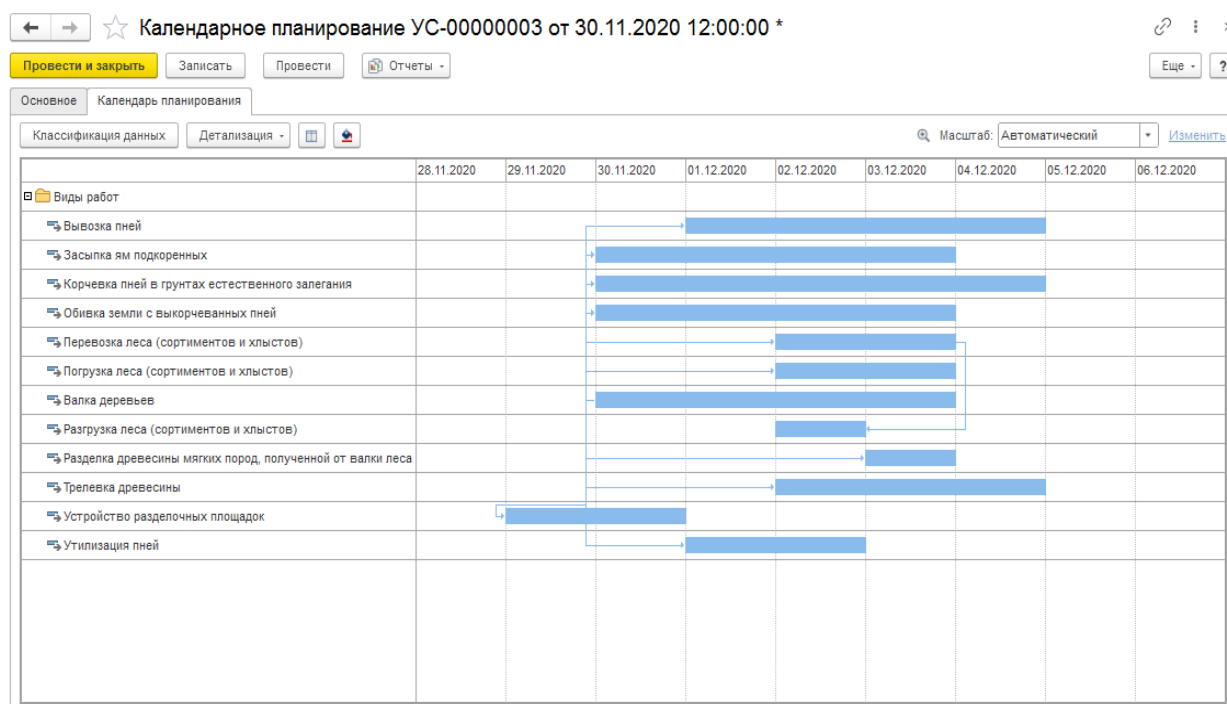 Календарное планирование УС-00000003 от 30.11.2020 12:00:00 *
Провести и закрыть Записать Провести Отчеты Еще ?
Основное Календарь планирования
Классификация данных Детализация Масштаб: Автоматический Изменить
28.11.2020 29.11.2020 30.11.2020 01.12.2020 02.12.2020 03.12.2020 04.12.2020 05.12.2020 06.12.2020
Виды работ
Вывозка пней
Засыпка ям подкоренных
Корчевка пней в грунтах естественного залегания
Обивка земли с выкорчеванных пней
Перевозка леса (сортиментов и хлыстов)
Погрузка леса (сортиментов и хлыстов)
Валка деревьев
Разгрузка леса (сортиментов и хлыстов)
Разделка древесины мягких пород, полученной от валки леса
Трелевка древесины
Устройство разделочных площадок
Утилизация пней